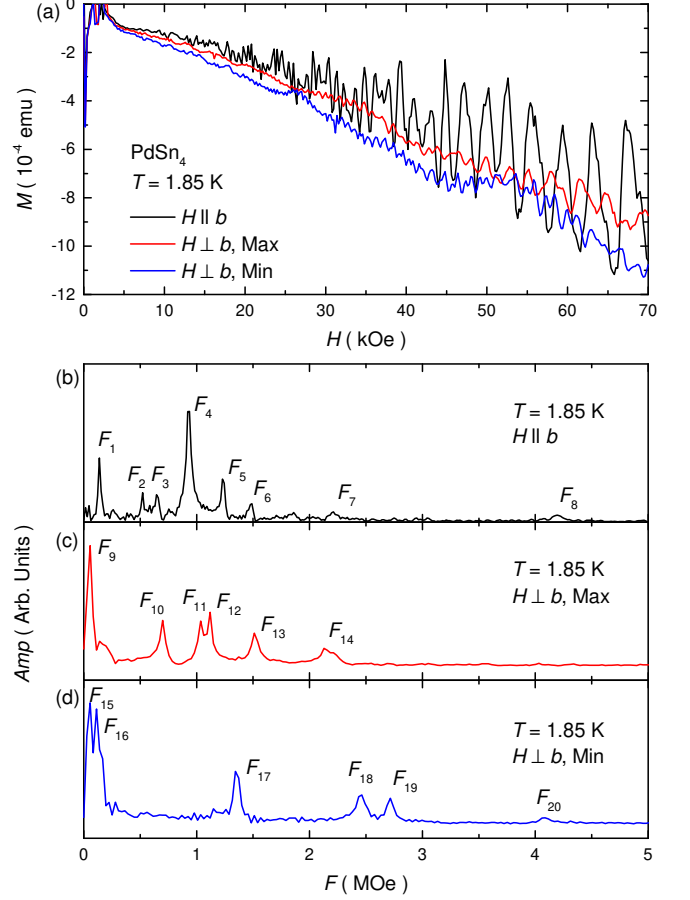 (a)
0
-2
-4
-6
-8
-10
-12
M ( 10⁻⁴ emu )
PdSn₄
T = 1.85 K
H || b
H ⊥ b, Max
H ⊥ b, Min
0 10 20 30 40 50 60 70
H ( kOe )
(b)
F₁ F₂ F₃ F₄ F₅ F₆ F₇ F₈
T = 1.85 K
H || b
(c)
F₉ F₁₀ F₁₁ F₁₂ F₁₃ F₁₄
T = 1.85 K
H ⊥ b, Max
Amp ( Arb. Units )
(d)
F₁₅
F₁₆ F₁₇ F₁₈ F₁₉ F₂₀
T = 1.85 K
H ⊥ b, Min
0 1 2 3 4 5
F ( MOe )